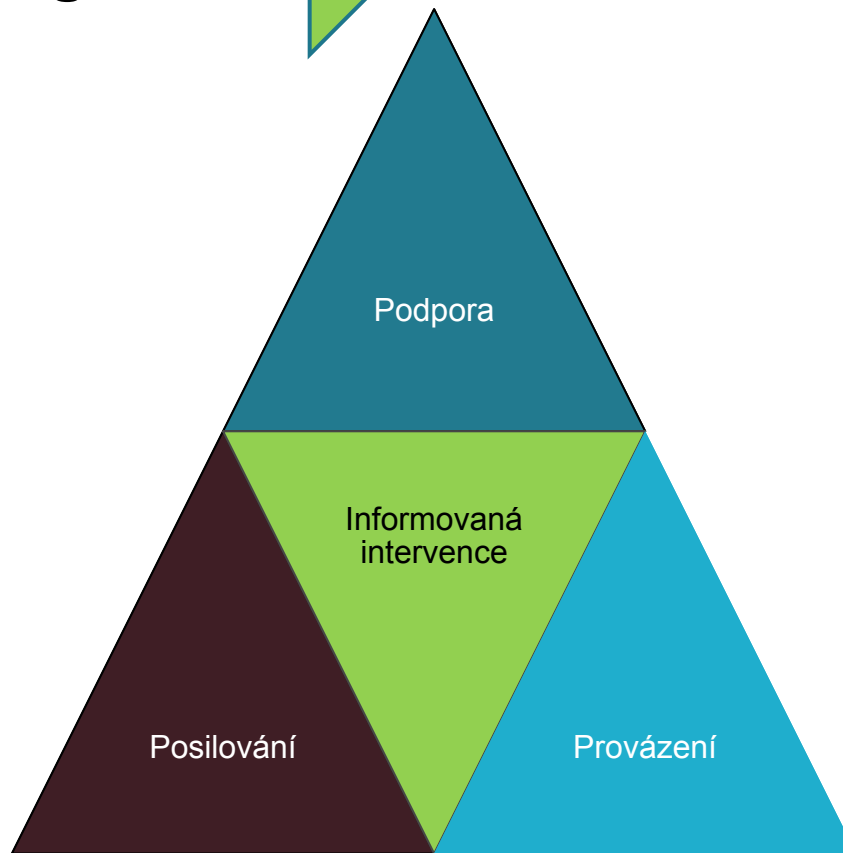 Podpora
Informovaná
intervence
Posilování
Provázení